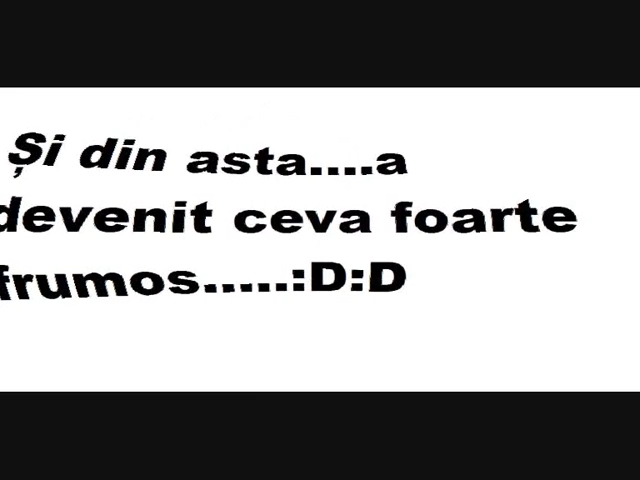 Și din asta....a
devenit ceva foarte
frumos.....:D:D